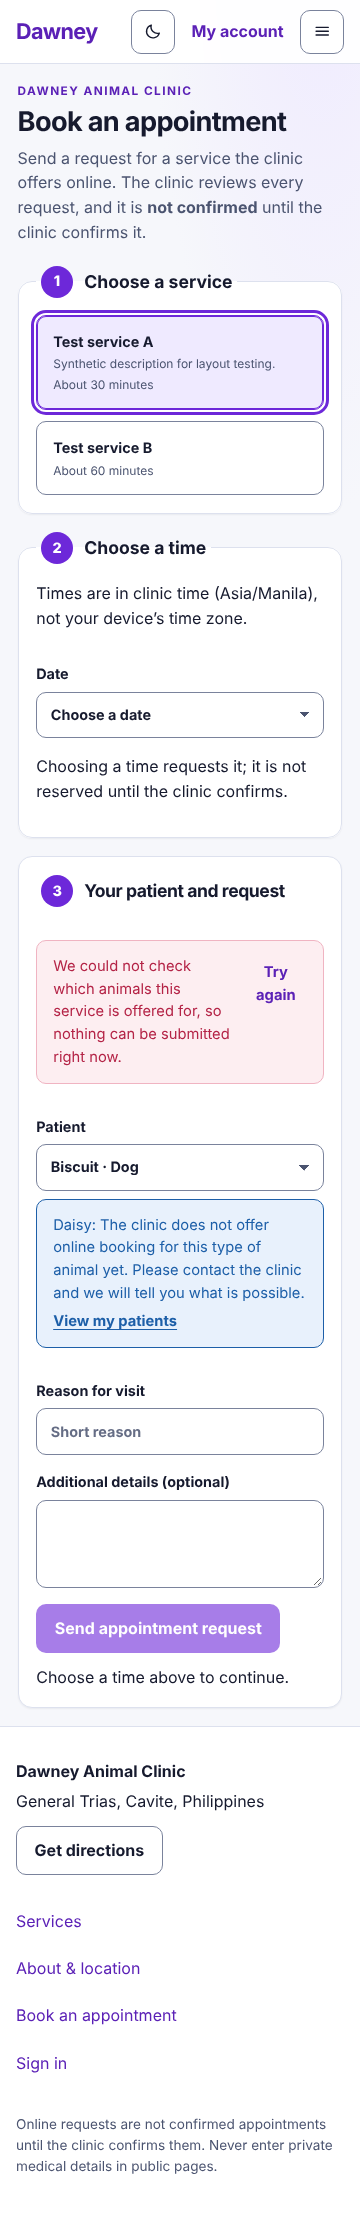 Dawney
My account
DAWNEY ANIMAL CLINIC
Book an appointment
Send a request for a service the clinic
offers online. The clinic reviews every
request, and it is not confirmed until the
clinic confirms it.
1 Choose a service
Test service A
Synthetic description for layout testing.
About 30 minutes
Test service B
About 60 minutes
2 Choose a time
Times are in clinic time (Asia/Manila),
not your device’s time zone.
Date
Choose a date
Choosing a time requests it; it is not
reserved until the clinic confirms.
3 Your patient and request
We could not check
which animals this
service is offered for, so
nothing can be submitted
right now.
Try
again
Patient
Biscuit · Dog
Daisy: The clinic does not offer
online booking for this type of
animal yet. Please contact the clinic
and we will tell you what is possible.
View my patients
Reason for visit
Short reason
Additional details (optional)
Send appointment request
Choose a time above to continue.
Dawney Animal Clinic
General Trias, Cavite, Philippines
Get directions
Services
About & location
Book an appointment
Sign in
Online requests are not confirmed appointments
until the clinic confirms them. Never enter private
medical details in public pages.